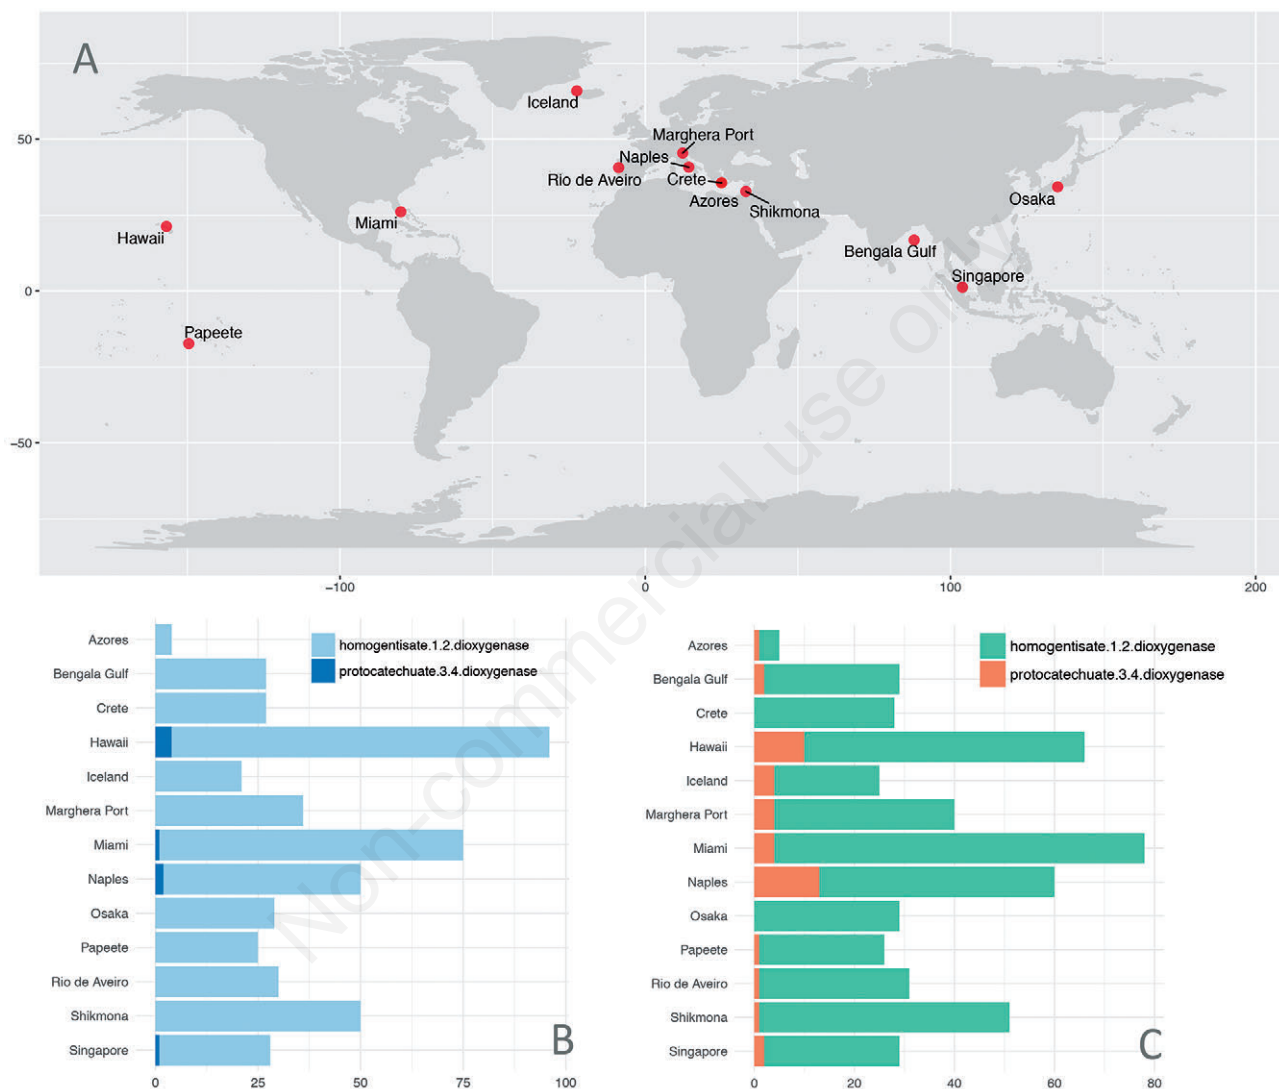 A
50
0
−50
−100
0
100
200
Iceland
Marghera Port
Naples
Rio de Aveiro
Crete
Azores
Shikmona
Osaka
Miami
Hawaii
Bengala Gulf
Singapore
Papeete
Non-commercial use only
homogentisate.1.2.dioxygenase
protocatechuate.3.4.dioxygenase
Azores
Bengala Gulf
Crete
Hawaii
Iceland
Marghera Port
Miami
Naples
Osaka
Papeete
Rio de Aveiro
Shikmona
Singapore
0
25
50
75
100
B
homogentisate.1.2.dioxygenase
protocatechuate.3.4.dioxygenase
Azores
Bengala Gulf
Crete
Hawaii
Iceland
Marghera Port
Miami
Naples
Osaka
Papeete
Rio de Aveiro
Shikmona
Singapore
0
20
40
60
80
C